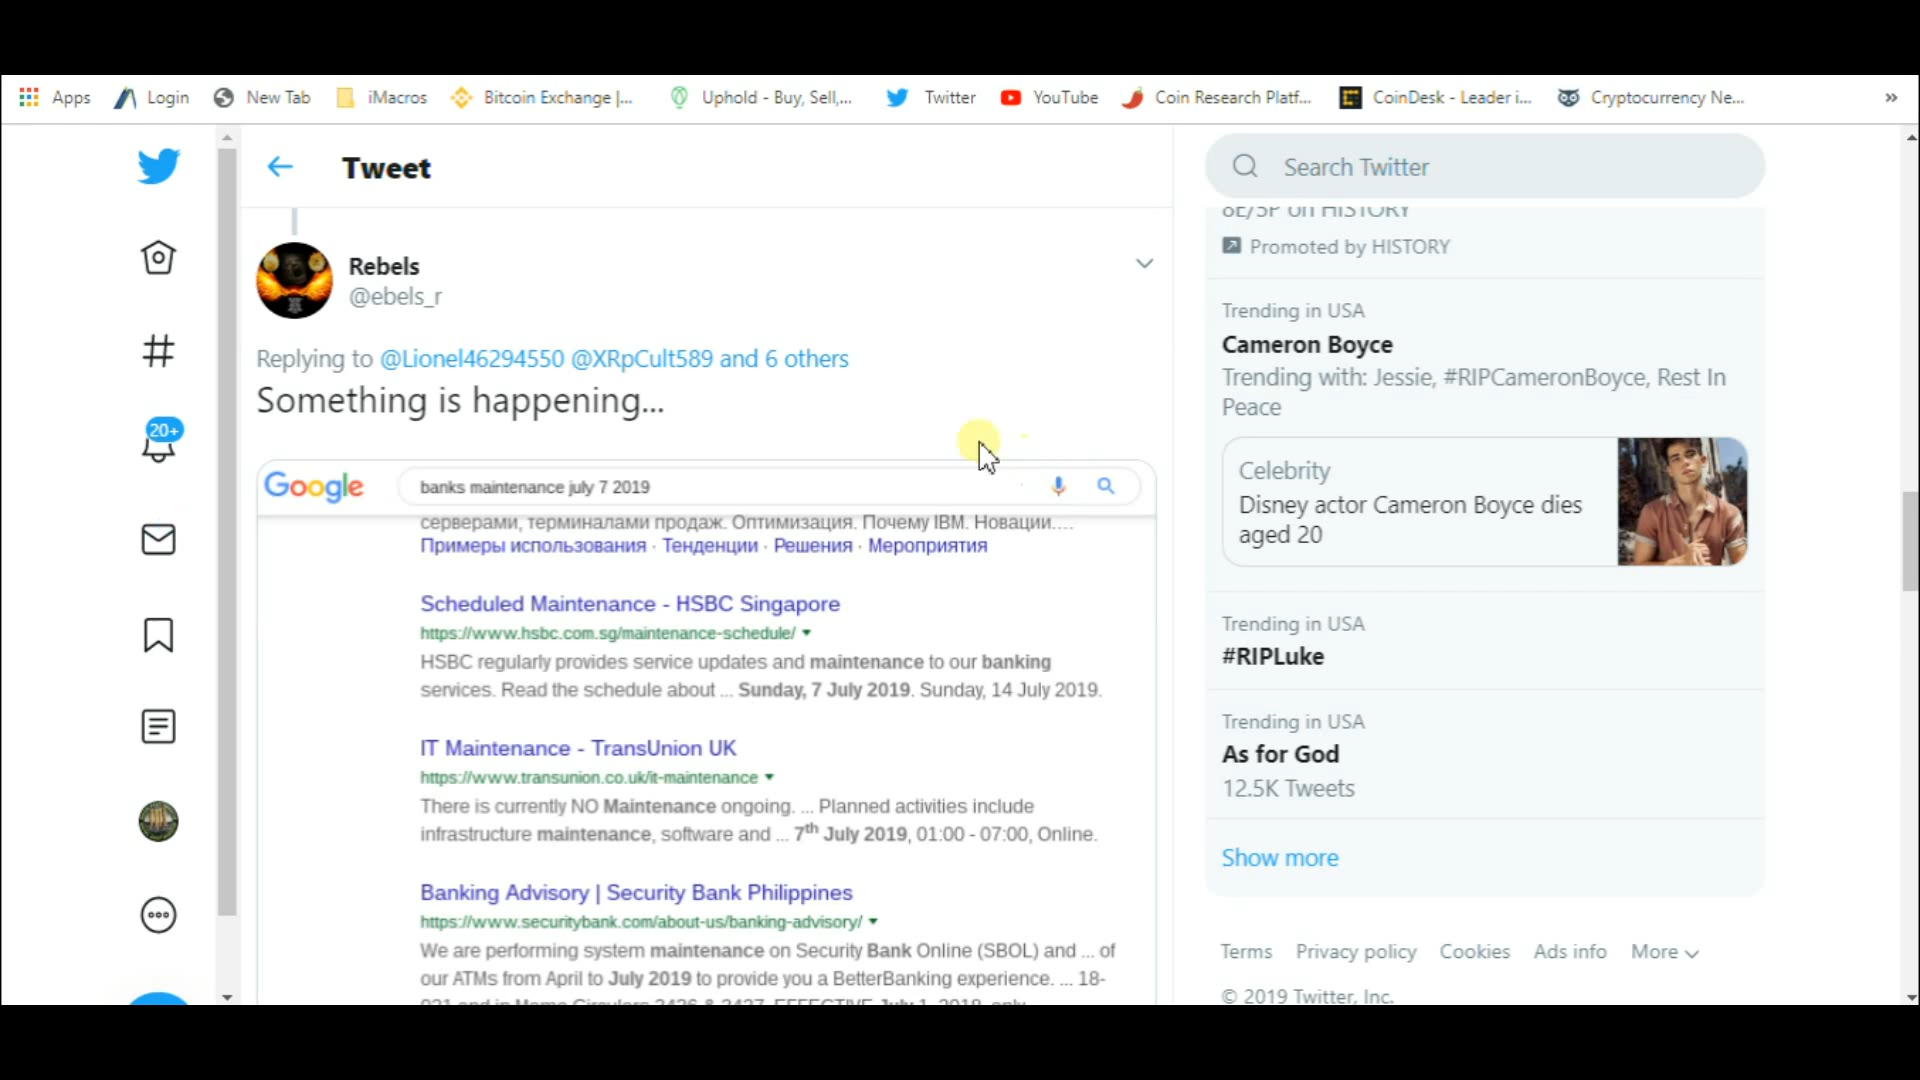 Apps Login New Tab iMacros Bitcoin Exchange |... Uphold - Buy, Sell,... Twitter YouTube Coin Research Platf... CoinDesk - Leader i... Cryptocurrency Ne... »
Tweet
Rebels
@ebels_r
Replying to @Lionel46294550 @XRpCult589 and 6 others
Something is happening...
Google
banks maintenance july 7 2019
серверами, терминалами продаж. Оптимизация. Почему IBM. Новации....
Примеры использования · Тенденции · Решения · Мероприятия
Scheduled Maintenance - HSBC Singapore
https://www.hsbc.com.sg/maintenance-schedule/
HSBC regularly provides service updates and maintenance to our banking
services. Read the schedule about ... Sunday, 7 July 2019. Sunday, 14 July 2019.
IT Maintenance - TransUnion UK
https://www.transunion.co.uk/it-maintenance
There is currently NO Maintenance ongoing. ... Planned activities include
infrastructure maintenance, software and ... 7th July 2019, 01:00 - 07:00, Online.
Banking Advisory | Security Bank Philippines
https://www.securitybank.com/about-us/banking-advisory/
We are performing system maintenance on Security Bank Online (SBOL) and ... of
our ATMs from April to July 2019 to provide you a BetterBanking experience. ... 18-
20+
Search Twitter
8E/5P on HISTORY
Promoted by HISTORY
Trending in USA
Cameron Boyce
Trending with: Jessie, #RIPCameronBoyce, Rest In
Peace
Celebrity
Disney actor Cameron Boyce dies
aged 20
Trending in USA
#RIPLuke
Trending in USA
As for God
12.5K Tweets
Show more
Terms Privacy policy Cookies Ads info More
© 2019 Twitter, Inc.